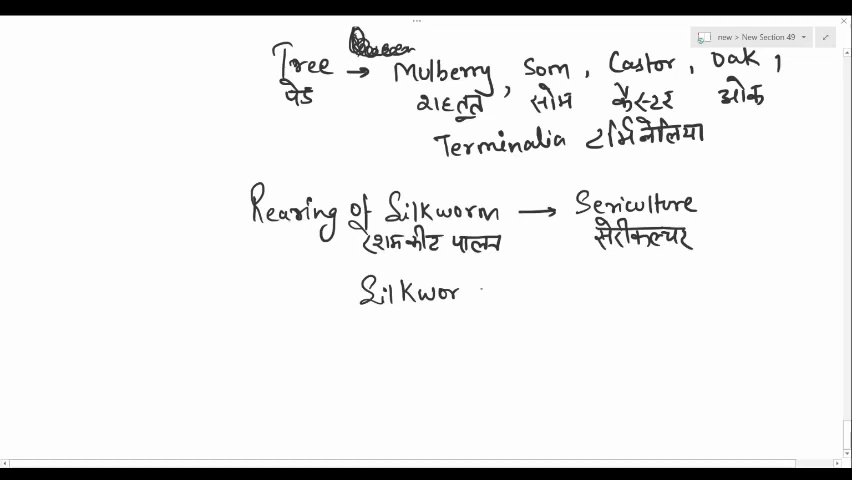 new > New Section 49
Tree → Mulberry, Som, Castor, Oak,
पेड शहतूत सोम कैस्टर ओक
Terminalia टर्मिनेलिया
Rearing of Silkworm → Sericulture
रेशमकीट पालन सेरीकल्चर
Silkwor